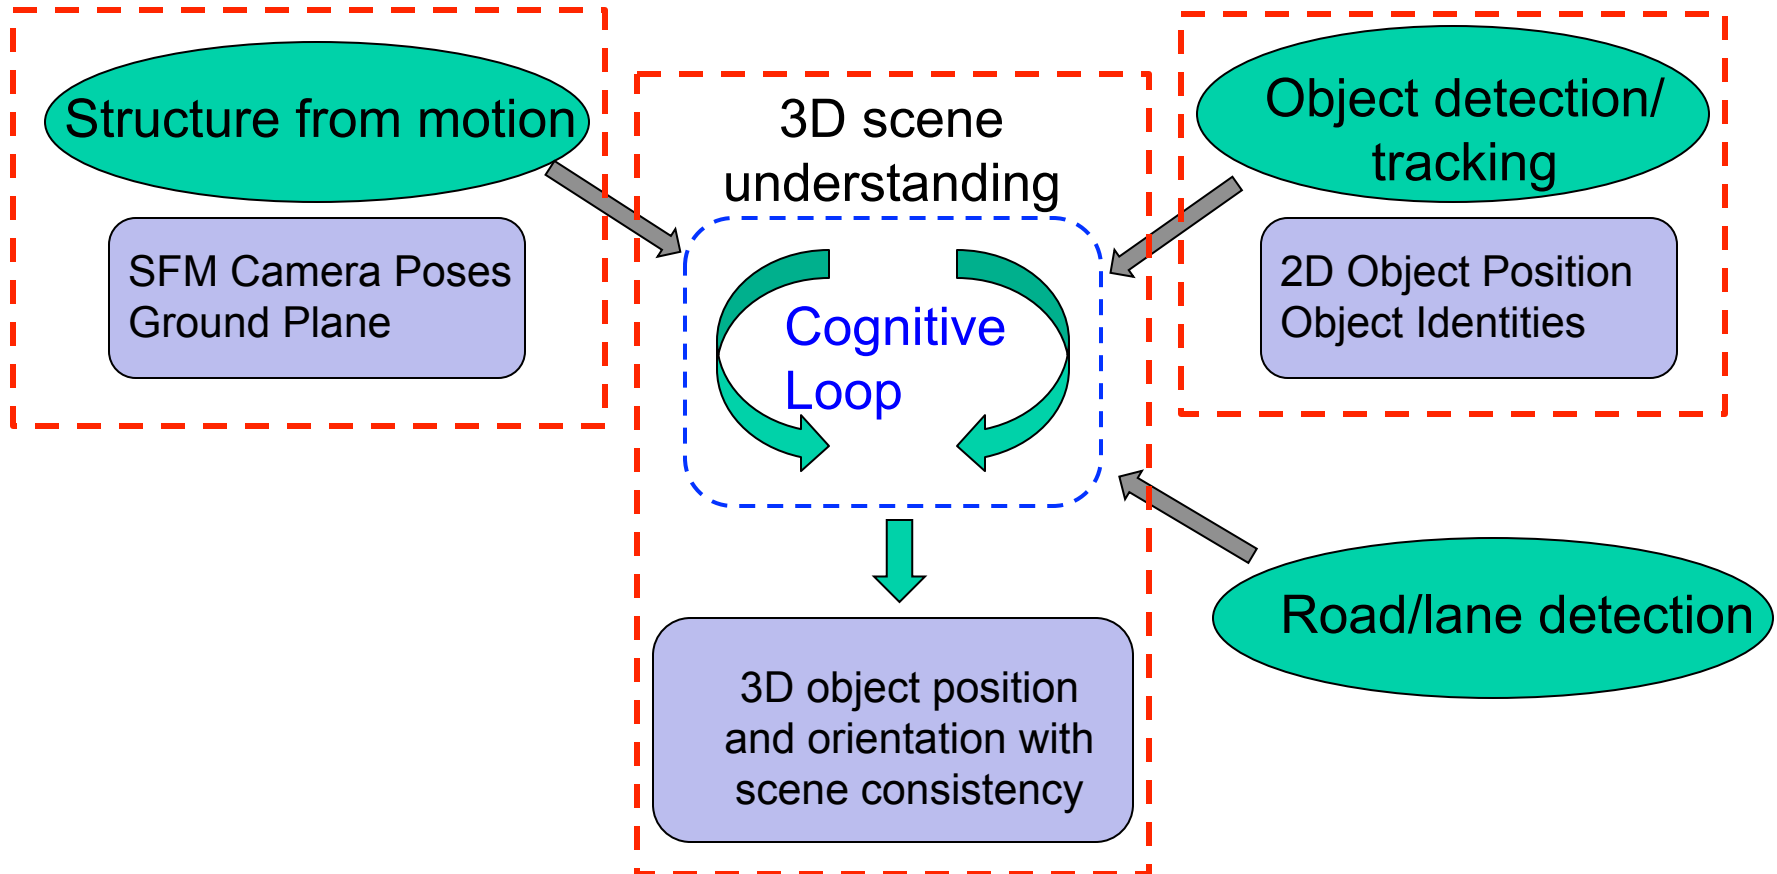 Structure from motion
SFM Camera Poses
Ground Plane
3D scene
understanding
Cognitive
Loop
3D object position
and orientation with
scene consistency
Object detection/
tracking
2D Object Position
Object Identities
Road/lane detection